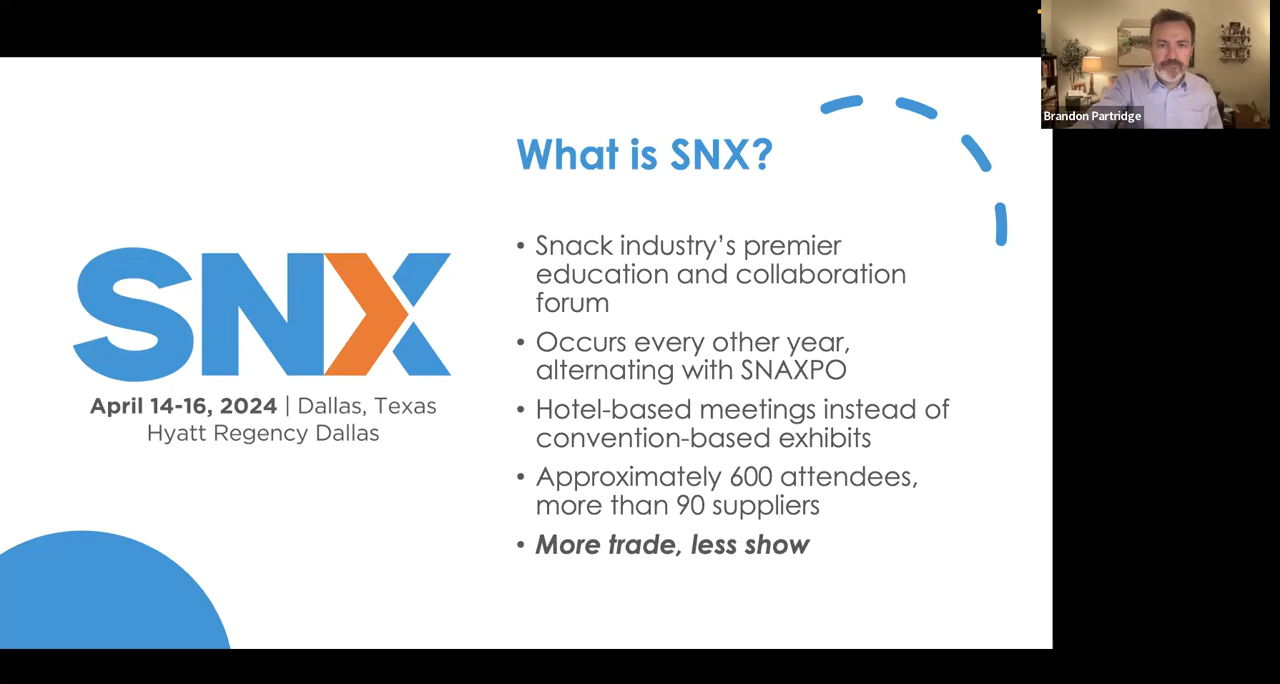 Brandon Partridge
What is SNX?
• Snack industry’s premier
education and collaboration
forum
• Occurs every other year,
alternating with SNAXPO
• Hotel-based meetings instead of
convention-based exhibits
• Approximately 600 attendees,
more than 90 suppliers
• More trade, less show
SNX
April 14-16, 2024 | Dallas, Texas
Hyatt Regency Dallas